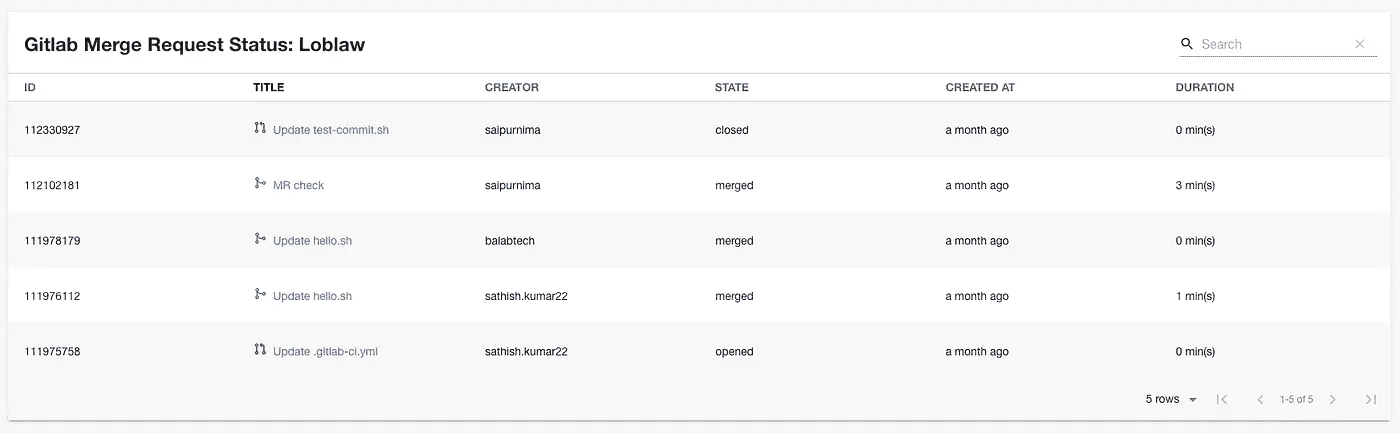 Gitlab Merge Request Status: Loblaw
Search
ID TITLE CREATOR STATE CREATED AT DURATION
112330927 Update test-commit.sh saipurnima closed a month ago 0 min(s)
112102181 MR check saipurnima merged a month ago 3 min(s)
111978179 Update hello.sh balabtech merged a month ago 0 min(s)
111976112 Update hello.sh sathish.kumar22 merged a month ago 1 min(s)
111975758 Update .gitlab-ci.yml sathish.kumar22 opened a month ago 0 min(s)
5 rows 1-5 of 5